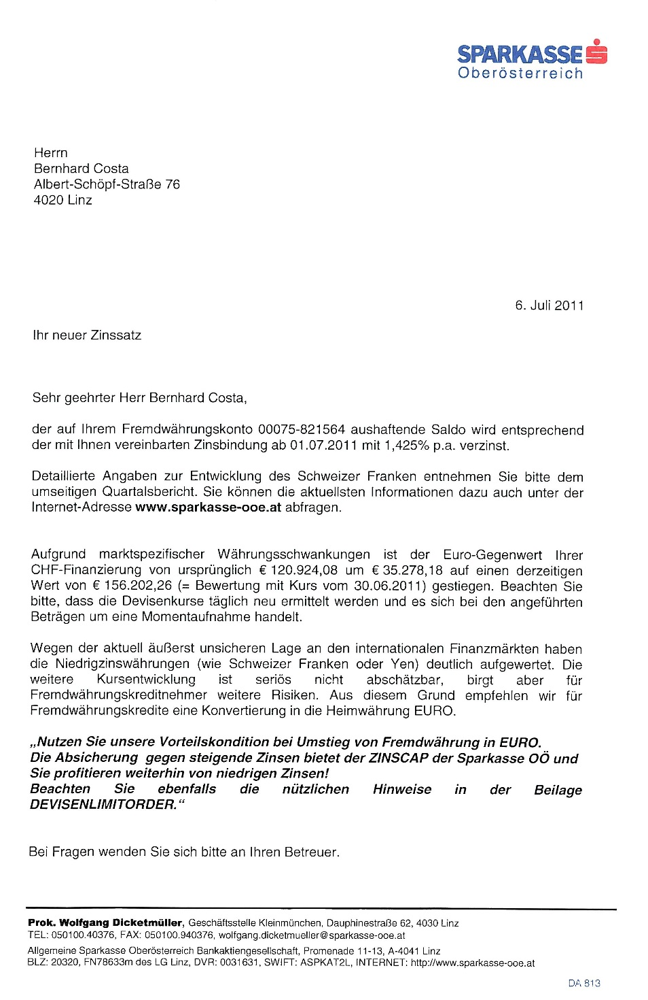 SPARKASSE
Oberösterreich
Herrn
Bernhard Costa
Albert-Schöpf-Straße 76
4020 Linz
6. Juli 2011
Ihr neuer Zinssatz
Sehr geehrter Herr Bernhard Costa,
der auf Ihrem Fremdwährungskonto 00075-821564 aushaftende Saldo wird entsprechend
der mit Ihnen vereinbarten Zinsbindung ab 01.07.2011 mit 1,425% p.a. verzinst.
Detaillierte Angaben zur Entwicklung des Schweizer Franken entnehmen Sie bitte dem
umseitigen Quartalsbericht. Sie können die aktuellsten Informationen dazu auch unter der
Internet-Adresse www.sparkasse-ooe.at abfragen.
Aufgrund marktspezifischer Währungsschwankungen ist der Euro-Gegenwert Ihrer
CHF-Finanzierung von ursprünglich € 120.924,08 um € 35.278,18 auf einen derzeitigen
Wert von € 156.202,26 (= Bewertung mit Kurs vom 30.06.2011) gestiegen. Beachten Sie
bitte, dass die Devisenkurse täglich neu ermittelt werden und es sich bei den angeführten
Beträgen um eine Momentaufnahme handelt.
Wegen der aktuell äußerst unsicheren Lage an den internationalen Finanzmärkten haben
die Niedrigzinswährungen (wie Schweizer Franken oder Yen) deutlich aufgewertet. Die
weitere Kursentwicklung ist seriös nicht abschätzbar, birgt aber für
Fremdwährungskreditnehmer weitere Risiken. Aus diesem Grund empfehlen wir für
Fremdwährungskredite eine Konvertierung in die Heimwährung EURO.
„Nutzen Sie unsere Vorteilskondition bei Umstieg von Fremdwährung in EURO.
Die Absicherung gegen steigende Zinsen bietet der ZINSCAP der Sparkasse OÖ und
Sie profitieren weiterhin von niedrigen Zinsen!
Beachten Sie ebenfalls die nützlichen Hinweise in der Beilage
DEVISENLIMITORDER.“
Bei Fragen wenden Sie sich bitte an Ihren Betreuer.
Prok. Wolfgang Dicketmüller, Geschäftsstelle Kleinmünchen, Dauphinestraße 62, 4030 Linz
TEL: 050100.40376, FAX: 050100.940376, wolfgang.dicketmueller@sparkasse-ooe.at
Allgemeine Sparkasse Oberösterreich Bankaktiengesellschaft, Promenade 11-13, A-4041 Linz
BLZ: 20320, FN78633m des LG Linz, DVR: 0031631, SWIFT: ASPKAT2L, INTERNET: http://www.sparkasse-ooe.at
DA 813